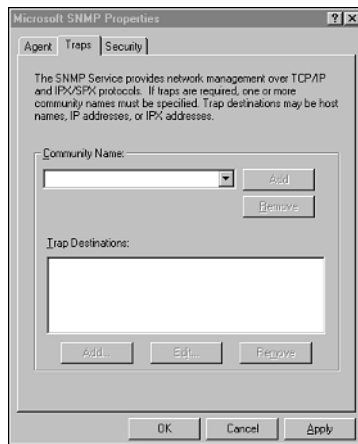 Microsoft SNMP Properties
Agent Traps Security
The SNMP Service provides network management over TCP/IP
and IPX/SPX protocols. If traps are required, one or more
community names must be specified. Trap destinations may be host
names, IP addresses, or IPX addresses.
Community Name:
Add
Remove
Trap Destinations:
Add... Edit... Remove
OK Cancel Apply